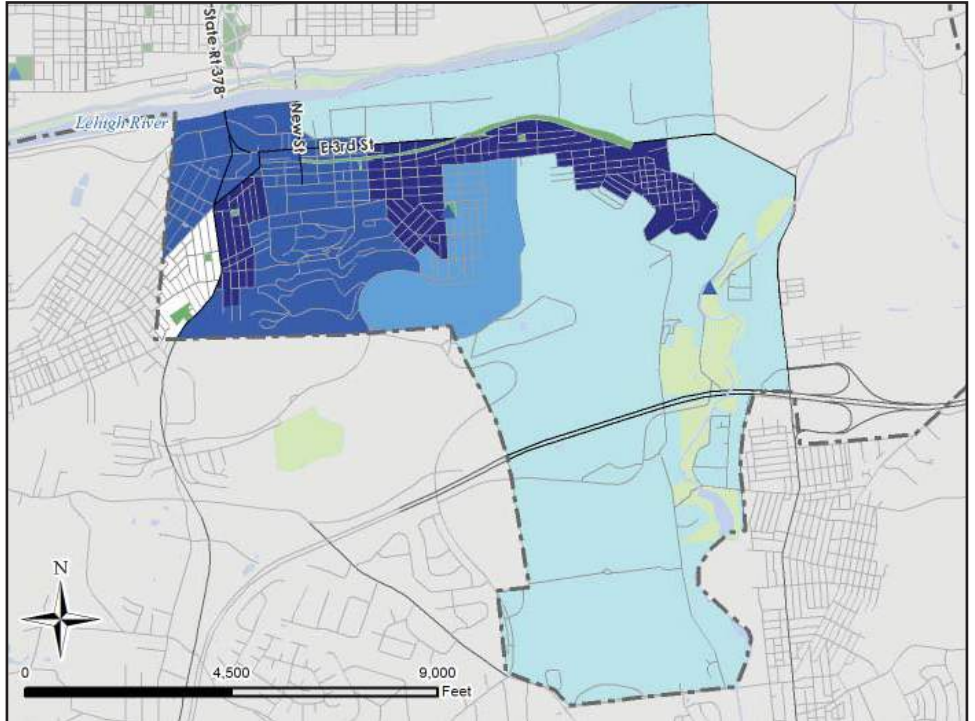 State Rt 378
Lehigh River
New St
E 3rd St
N
0 4,500 9,000
Feet